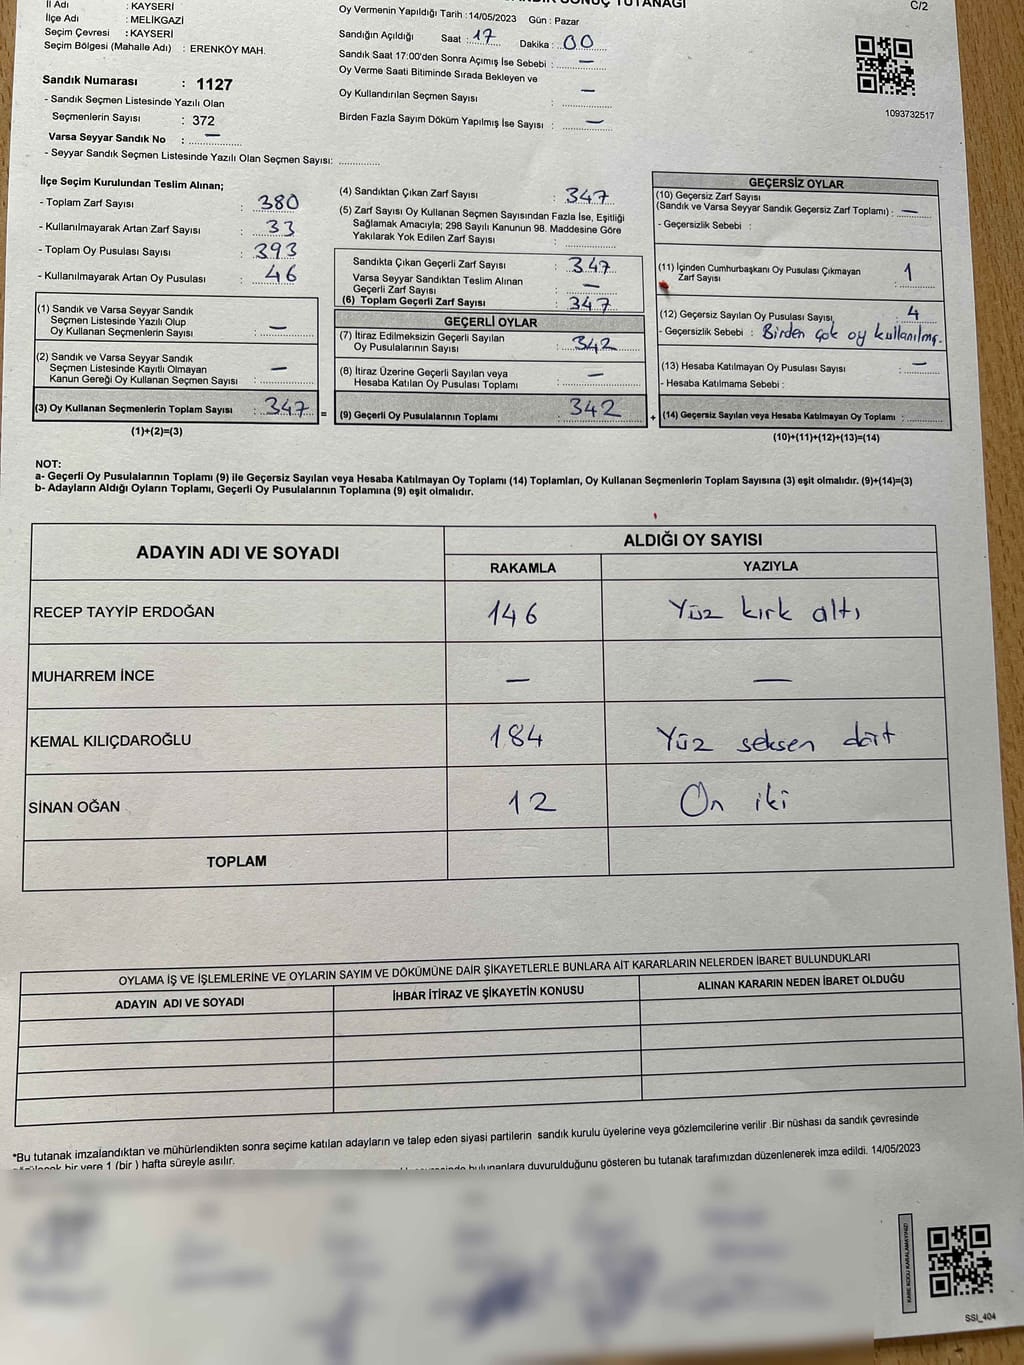 İl Adı : KAYSERİ
İlçe Adı : MELİKGAZİ
Seçim Çevresi : KAYSERİ
Seçim Bölgesi (Mahalle Adı) : ERENKÖY MAH.
Sandık Numarası : 1127
- Sandık Seçmen Listesinde Yazılı Olan
Seçmenlerin Sayısı : 372
Varsa Seyyar Sandık No : —
- Seyyar Sandık Seçmen Listesinde Yazılı Olan Seçmen Sayısı: ............
SONUÇ TUTANAĞI
Oy Vermenin Yapıldığı Tarih : 14/05/2023 Gün : Pazar
Sandığın Açıldığı Saat : 17 Dakika : 00
Sandık Saat 17:00'den Sonra Açımış İse Sebebi : —
Oy Verme Saati Bitiminde Sırada Bekleyen ve
Oy Kullandırılan Seçmen Sayısı : —
Birden Fazla Sayım Döküm Yapılmış İse Sayısı : —
C/2
1093732517
İlçe Seçim Kurulundan Teslim Alınan;
- Toplam Zarf Sayısı : 380
- Kullanılmayarak Artan Zarf Sayısı : 33
- Toplam Oy Pusulası Sayısı : 393
- Kullanılmayarak Artan Oy Pusulası : 46
(1) Sandık ve Varsa Seyyar Sandık
Seçmen Listesinde Yazılı Olup
Oy Kullanan Seçmenlerin Sayısı : —
(2) Sandık ve Varsa Seyyar Sandık
Seçmen Listesinde Kayıtlı Olmayan
Kanun Gereği Oy Kullanan Seçmen Sayısı : —
(3) Oy Kullanan Seçmenlerin Toplam Sayısı : 347 =
(1)+(2)=(3)
(4) Sandıktan Çıkan Zarf Sayısı : 347
(5) Zarf Sayısı Oy Kullanan Seçmen Sayısından Fazla İse, Eşitliği
Sağlamak Amacıyla; 298 Sayılı Kanunun 98. Maddesine Göre
Yakılarak Yok Edilen Zarf Sayısı :
Sandıkta Çıkan Geçerli Zarf Sayısı : 347
Varsa Seyyar Sandıktan Teslim Alınan
Geçerli Zarf Sayısı : —
(6) Toplam Geçerli Zarf Sayısı : 347
GEÇERLİ OYLAR
(7) İtiraz Edilmeksizin Geçerli Sayılan
Oy Pusulalarının Sayısı : 342
(8) İtiraz Üzerine Geçerli Sayılan veya
Hesaba Katılan Oy Pusulası Toplamı : —
(9) Geçerli Oy Pusulalarının Toplamı : 342 +
GEÇERSİZ OYLAR
(10) Geçersiz Zarf Sayısı
(Sandık ve Varsa Seyyar Sandık Geçersiz Zarf Toplamı) : —
- Geçersizlik Sebebi :
(11) İçinden Cumhurbaşkanı Oy Pusulası Çıkmayan
Zarf Sayısı : 1
(12) Geçersiz Sayılan Oy Pusulası Sayısı : 4
- Geçersizlik Sebebi : Birden çok oy kullanılmış.
(13) Hesaba Katılmayan Oy Pusulası Sayısı : —
- Hesaba Katılmama Sebebi :
(14) Geçersiz Sayılan veya Hesaba Katılmayan Oy Toplamı :
(10)+(11)+(12)+(13)=(14)
NOT:
a- Geçerli Oy Pusulalarının Toplamı (9) ile Geçersiz Sayılan veya Hesaba Katılmayan Oy Toplamı (14) Toplamları, Oy Kullanan Seçmenlerin Toplam Sayısına (3) eşit olmalıdır. (9)+(14)=(3)
b- Adayların Aldığı Oyların Toplamı, Geçerli Oy Pusulalarının Toplamına (9) eşit olmalıdır.
ADAYIN ADI VE SOYADI
ALDIĞI OY SAYISI
RAKAMLA YAZIYLA
RECEP TAYYİP ERDOĞAN 146 Yüz kırk altı
MUHARREM İNCE — —
KEMAL KILIÇDAROĞLU 184 Yüz seksen dört
SİNAN OĞAN 12 On iki
TOPLAM
OYLAMA İŞ VE İŞLEMLERİNE VE OYLARIN SAYIM VE DÖKÜMÜNE DAİR ŞİKAYETLERLE BUNLARA AİT KARARLARIN NELERDEN İBARET BULUNDUKLARI
ADAYIN ADI VE SOYADI İHBAR İTİRAZ VE ŞİKAYETİN KONUSU ALINAN KARARIN NEDEN İBARET OLDUĞU
*Bu tutanak imzalandıktan ve mühürlendikten sonra seçime katılan adayların ve talep eden siyasi partilerin sandık kurulu üyelerine veya gözlemcilerine verilir .Bir nüshası da sandık çevresinde
bir yere 1 (bir ) hafta süreyle asılır.
bulunanlara duyurulduğunu gösteren bu tutanak tarafımızdan düzenlenerek imza edildi. 14/05/2023
KARE KODU KARALAMAYINIZ!
SSI_404